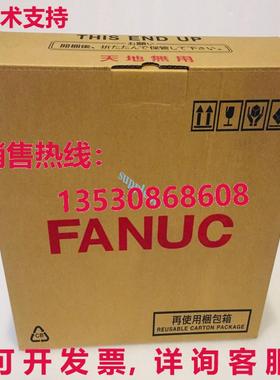 术支持
THIS END UP
天地無用
销售热线：
13530868608
FANUC
再使用梱包箱
REUSABLE CARTON PACKAGE
可开发票，详询客服